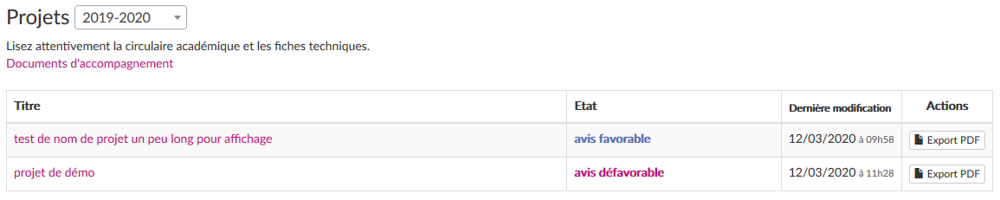 Projets 2019-2020
Lisez attentivement la circulaire académique et les fiches techniques.
Documents d'accompagnement
Titre Etat Dernière modification Actions
test de nom de projet un peu long pour affichage avis favorable 12/03/2020 à 09h58 Export PDF
projet de démo avis défavorable 12/03/2020 à 11h28 Export PDF